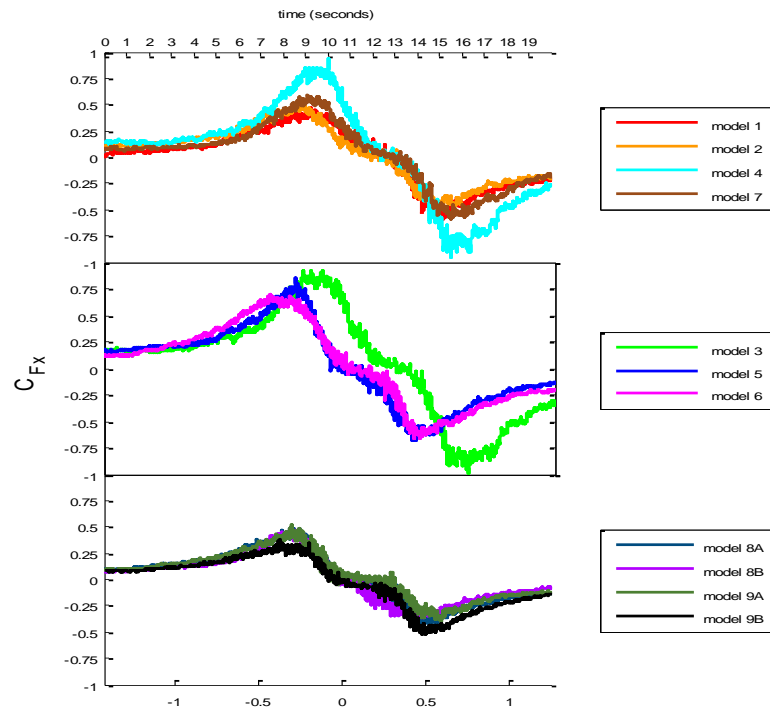 time (seconds)
0 1 2 3 4 5 6 7 8 9 10 11 12 13 14 15 16 17 18 19
1
0.75
0.5
0.25
0
-0.25
-0.5
-0.75
-1
model 1
model 2
model 4
model 7
1
0.75
0.5
0.25
0
-0.25
-0.5
-0.75
-1
CFx
model 3
model 5
model 6
0.75
0.5
0.25
0
-0.25
-0.5
-0.75
-1
model 8A
model 8B
model 9A
model 9B
-1 -0.5 0 0.5 1